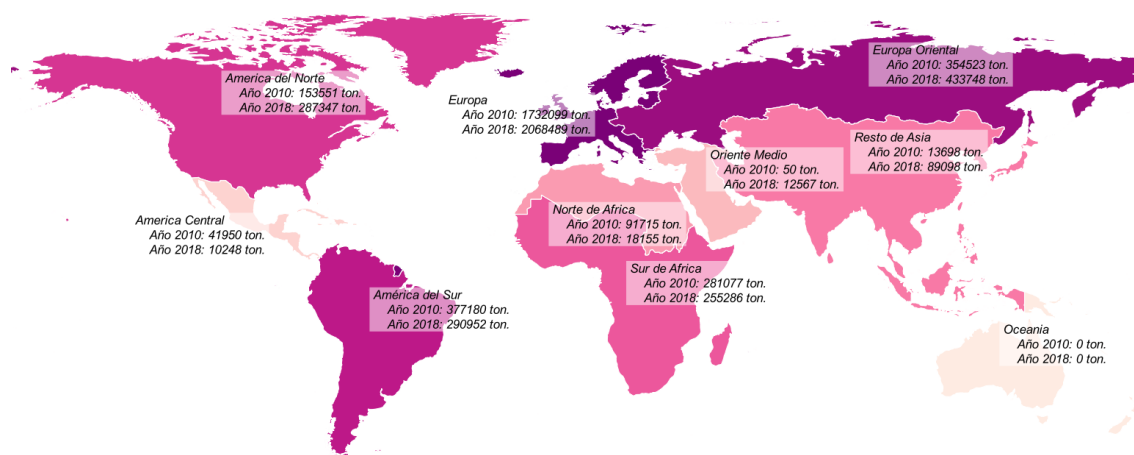 Europa Oriental
Año 2010: 354523 ton.
Año 2018: 433748 ton.
America del Norte
Año 2010: 153551 ton.
Año 2018: 287347 ton.
Europa
Año 2010: 1732099 ton.
Año 2018: 2068489 ton.
Resto de Asia
Año 2010: 13698 ton.
Año 2018: 89098 ton.
Oriente Medio
Año 2010: 50 ton.
Año 2018: 12567 ton.
America Central
Año 2010: 41950 ton.
Año 2018: 10248 ton.
Norte de Africa
Año 2010: 91715 ton.
Año 2018: 18155 ton.
Sur de Africa
Año 2010: 281077 ton.
Año 2018: 255286 ton.
América del Sur
Año 2010: 377180 ton.
Año 2018: 290952 ton.
Oceanía
Año 2010: 0 ton.
Año 2018: 0 ton.